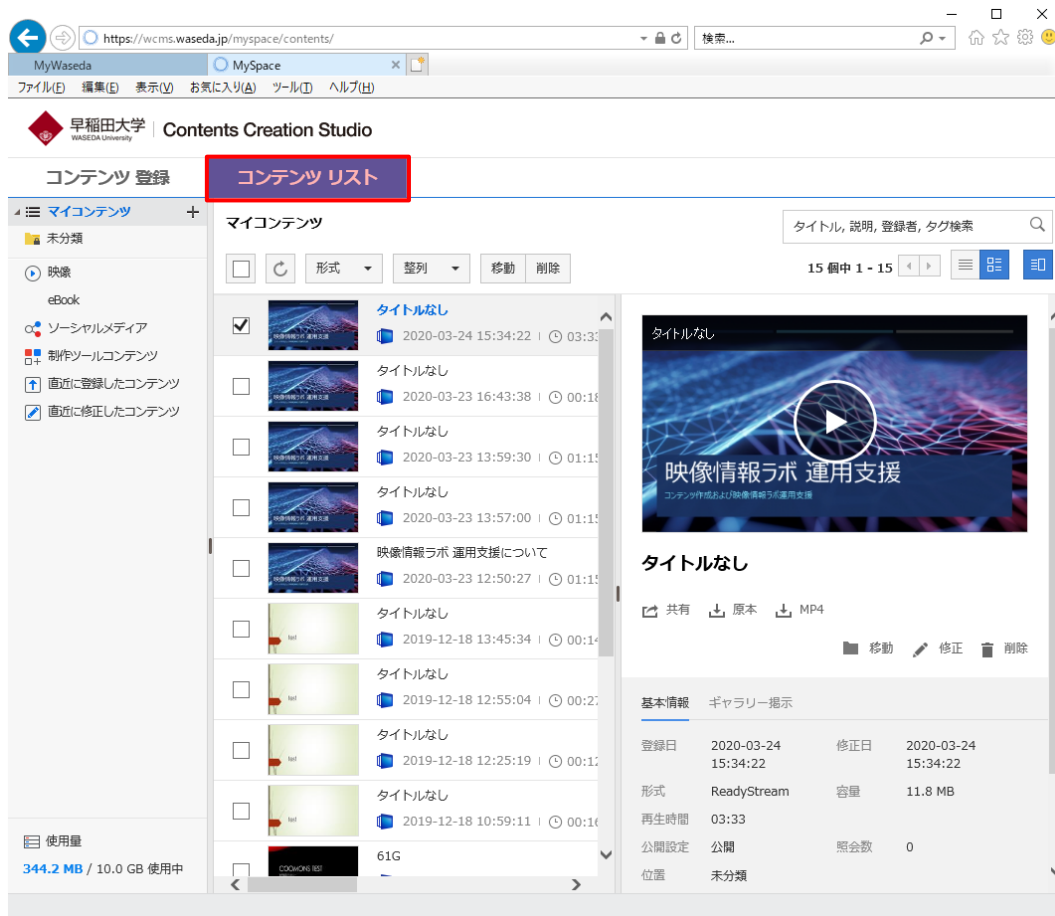 https://wcms.waseda.jp/myspace/contents/
検索...
MyWaseda
MySpace
ファイル(F) 編集(E) 表示(V) お気に入り(A) ツール(T) ヘルプ(H)
早稲田大学
WASEDA University
Contents Creation Studio
コンテンツ 登録
コンテンツ リスト
マイコンテンツ
未分類
映像
eBook
ソーシャルメディア
制作ツールコンテンツ
直近に登録したコンテンツ
直近に修正したコンテンツ
使用量
344.2 MB / 10.0 GB 使用中
マイコンテンツ
タイトル, 説明, 登録者, タグ検索
形式
整列
移動
削除
15 個中 1 - 15
タイトルなし
2020-03-24 15:34:22 03:33
タイトルなし
2020-03-23 16:43:38 00:18
タイトルなし
2020-03-23 13:59:30 01:15
タイトルなし
2020-03-23 13:57:00 01:15
映像情報ラボ 運用支援について
2020-03-23 12:50:27 01:15
タイトルなし
2019-12-18 13:45:34 00:14
タイトルなし
2019-12-18 12:55:04 00:27
タイトルなし
2019-12-18 12:25:19 00:12
タイトルなし
2019-12-18 10:59:11 00:16
61G
タイトルなし
映像情報ラボ 運用支援
コンテンツ作成および映像情報ラボ運用支援
タイトルなし
共有 原本 MP4
移動 修正 削除
基本情報 ギャラリー掲示
登録日 2020-03-24 15:34:22
修正日 2020-03-24 15:34:22
形式 ReadyStream 容量 11.8 MB
再生時間 03:33
公開設定 公開 照会数 0
位置 未分類